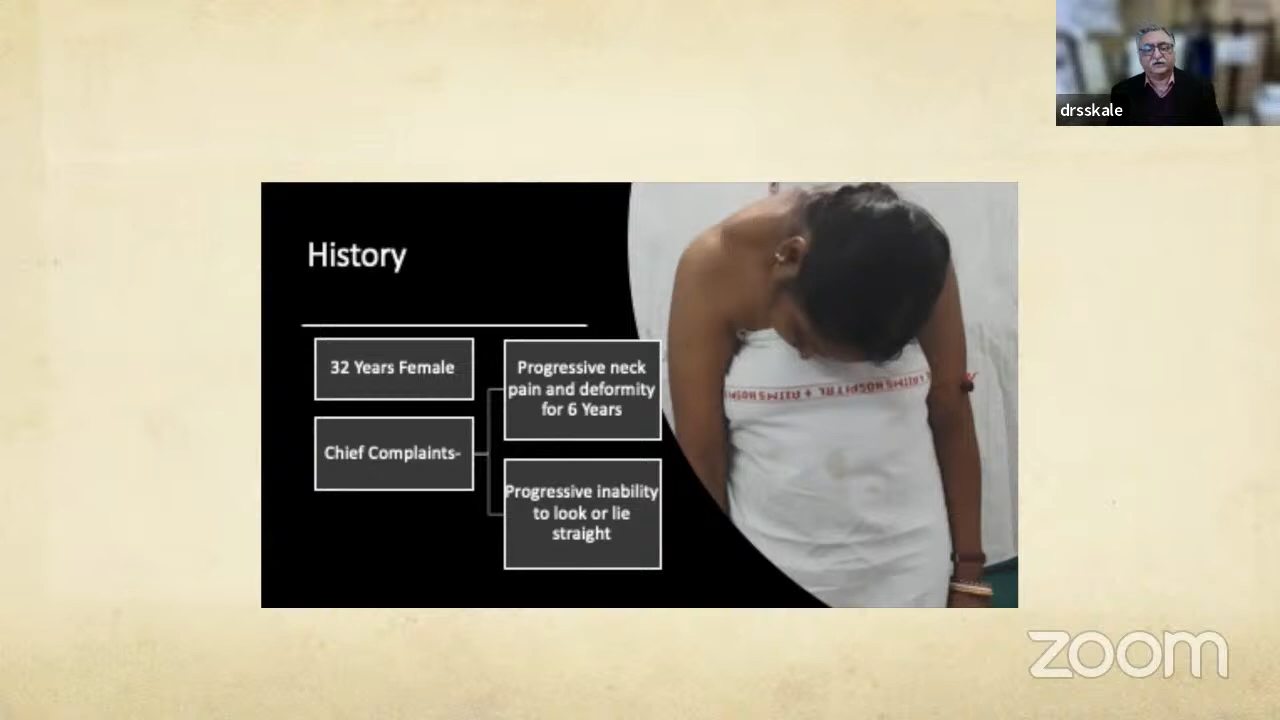 drsskale
History
32 Years Female
Chief Complaints-
Progressive neck
pain and deformity
for 6 Years
Progressive inability
to look or lie
straight
zoom